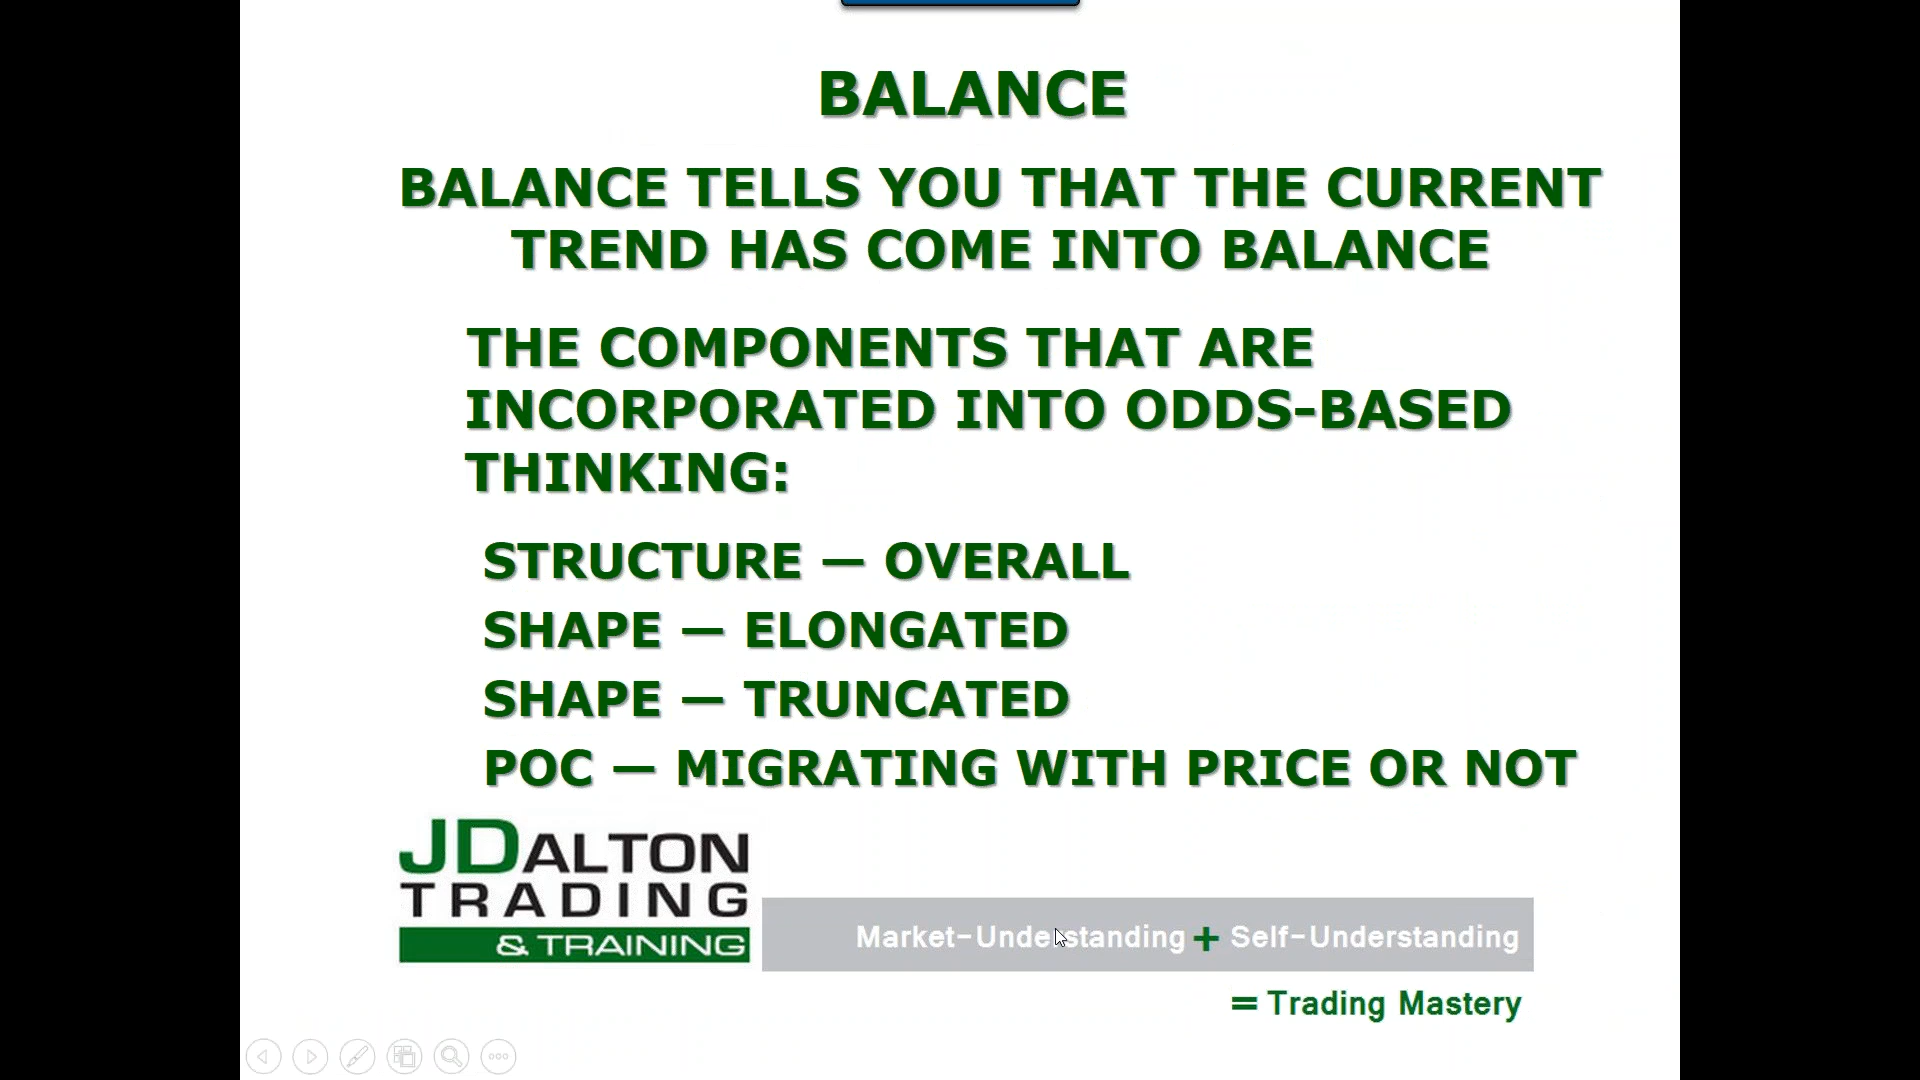 BALANCE
BALANCE TELLS YOU THAT THE CURRENT
TREND HAS COME INTO BALANCE
THE COMPONENTS THAT ARE
INCORPORATED INTO ODDS-BASED
THINKING:
STRUCTURE — OVERALL
SHAPE — ELONGATED
SHAPE — TRUNCATED
POC — MIGRATING WITH PRICE OR NOT
JDALTON
TRADING
& TRAINING
Market-Understanding + Self-Understanding
= Trading Mastery